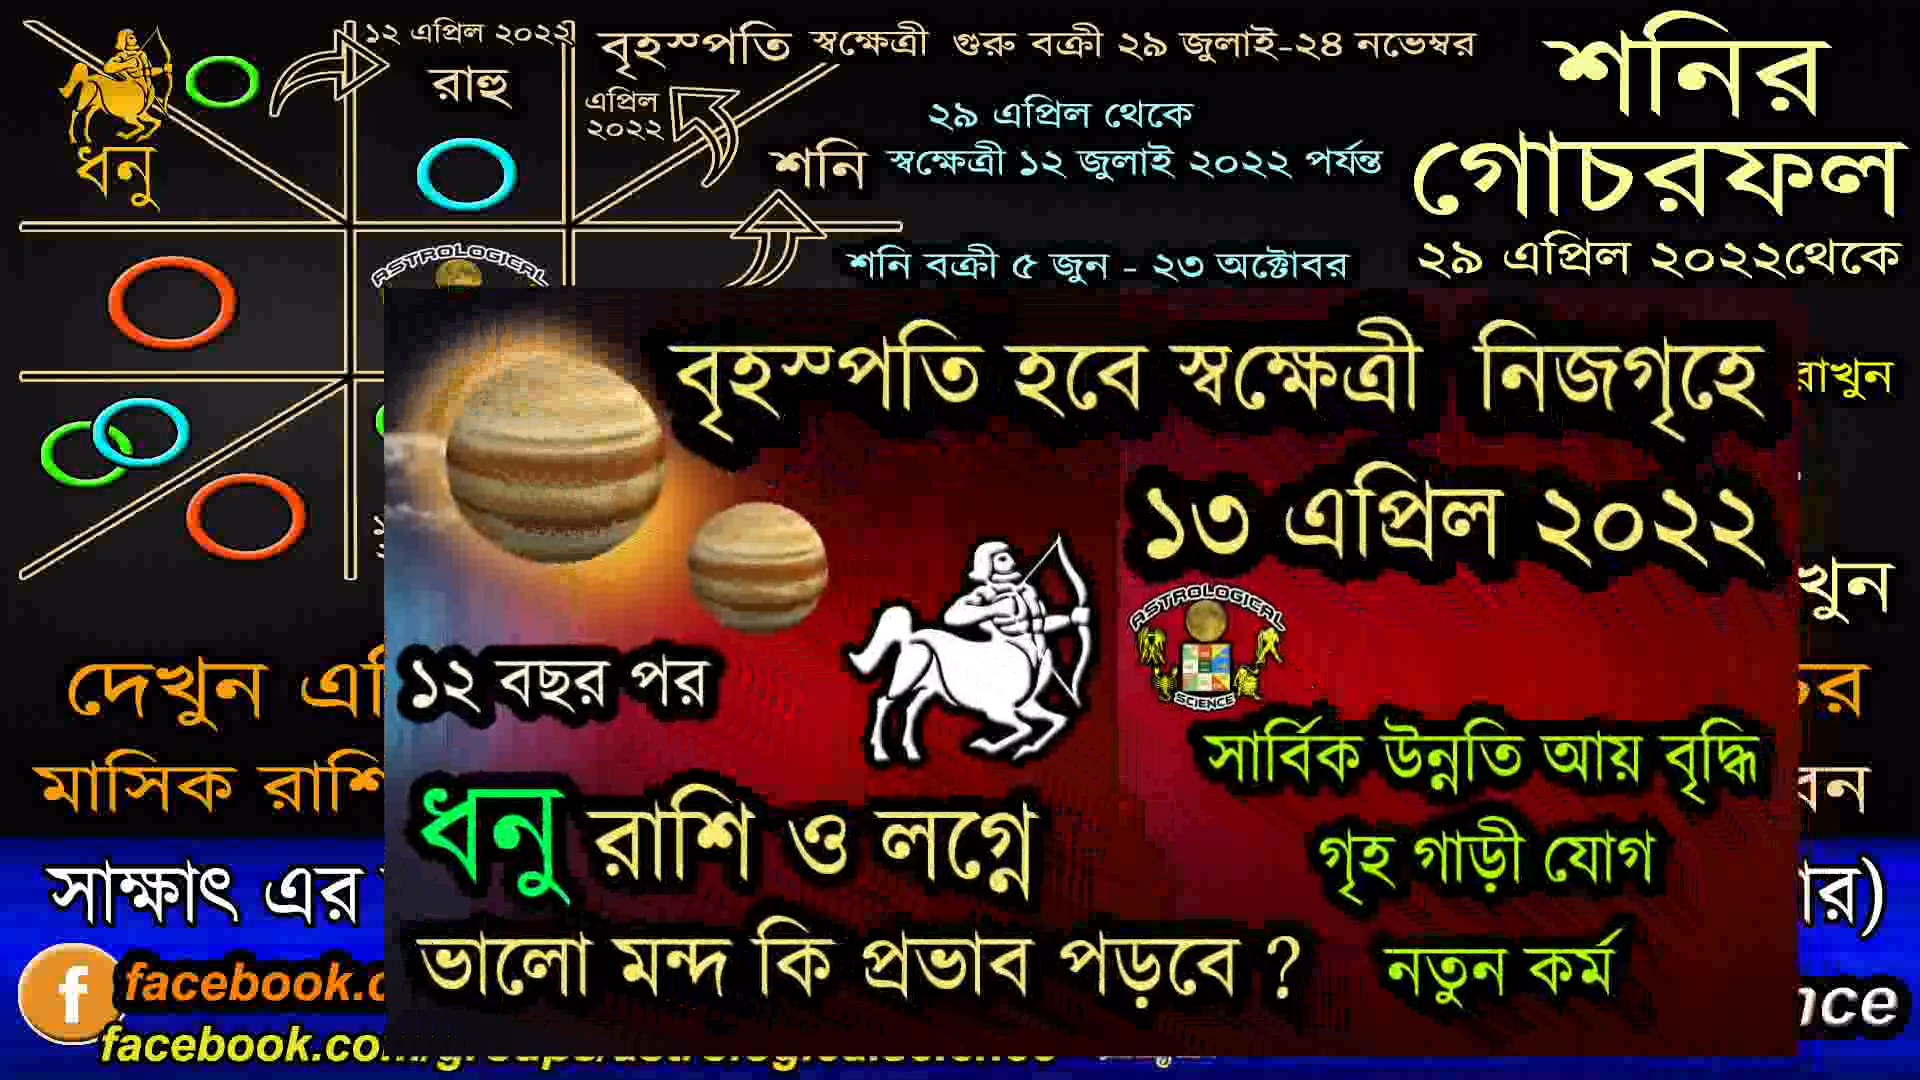 ১২ এপ্রিল ২০২২
রাহু
ধনু
বৃহস্পতি স্বক্ষেত্রী গুরু বক্রী ২৯ জুলাই-২৪ নভেম্বর
এপ্রিল
২০২২
২৯ এপ্রিল থেকে
শনি স্বক্ষেত্রী ১২ জুলাই ২০২২ পর্যন্ত
শনি বক্রী ৫ জুন - ২৩ অক্টোবর
শনির
গোচরফল
২৯ এপ্রিল ২০২২থেকে
ASTROLOGICAL
বৃহস্পতি হবে স্বক্ষেত্রী নিজগৃহে
১৩ এপ্রিল ২০২২
ASTROLOGICAL
SCIENCE
১২ বছর পর
ধনু রাশি ও লগ্নে
ভালো মন্দ কি প্রভাব পড়বে ?
সার্বিক উন্নতি আয় বৃদ্ধি
গৃহ গাড়ী যোগ
নতুন কর্ম
দেখুন
মাসিক
সাক্ষাৎ এর